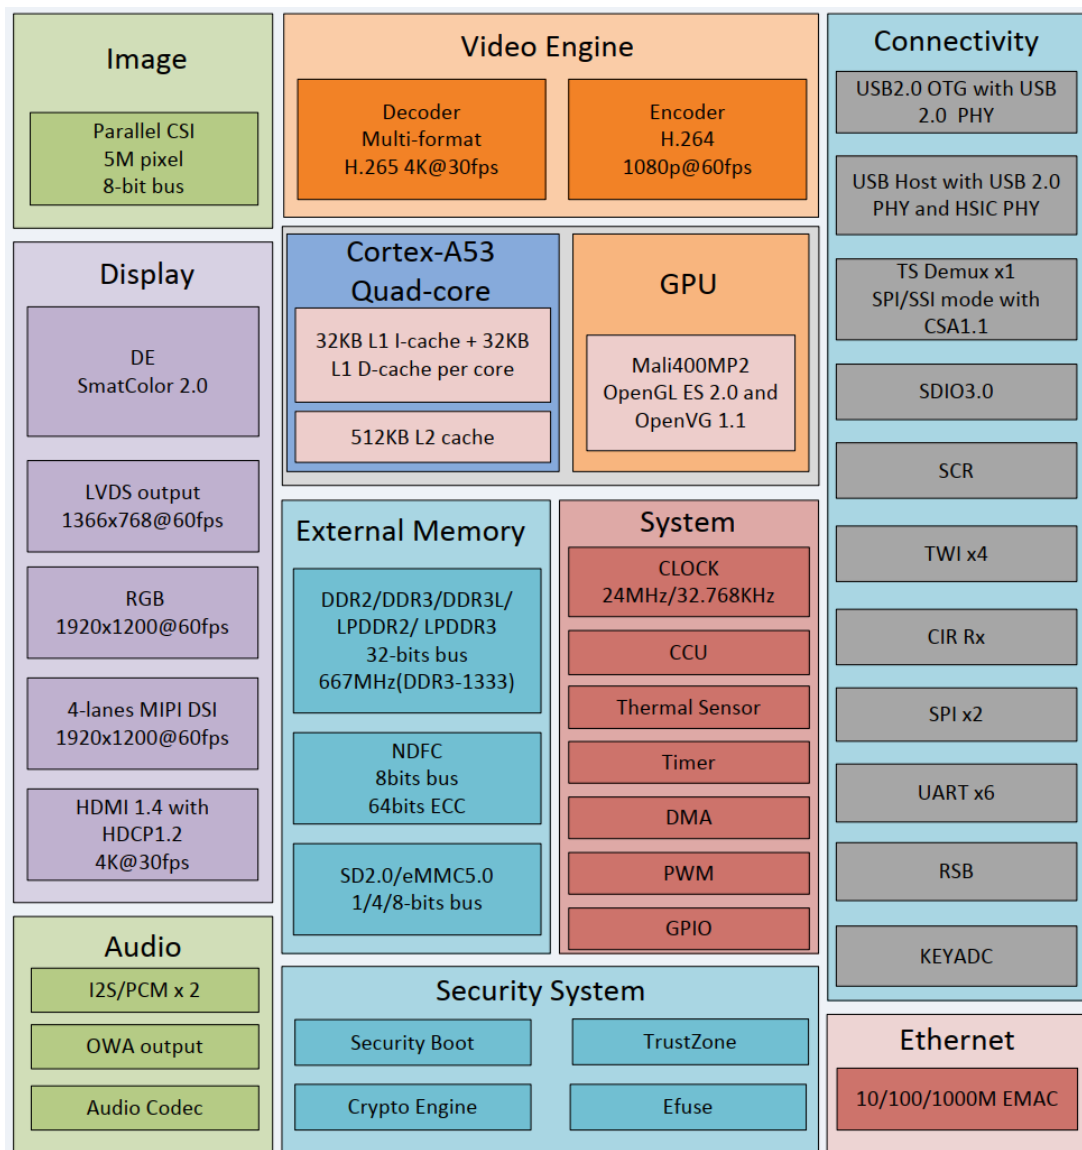 Image
Parallel CSI
5M pixel
8-bit bus
Video Engine
Decoder
Multi-format
H.265 4K@30fps
Encoder
H.264
1080p@60fps
Connectivity
USB2.0 OTG with USB
2.0 PHY
USB Host with USB 2.0
PHY and HSIC PHY
TS Demux x1
SPI/SSI mode with
CSA1.1
SDIO3.0
SCR
TWI x4
CIR Rx
SPI x2
UART x6
RSB
KEYADC
Display
DE
SmatColor 2.0
LVDS output
1366x768@60fps
RGB
1920x1200@60fps
4-lanes MIPI DSI
1920x1200@60fps
HDMI 1.4 with
HDCP1.2
4K@30fps
Cortex-A53
Quad-core
32KB L1 I-cache + 32KB
L1 D-cache per core
512KB L2 cache
GPU
Mali400MP2
OpenGL ES 2.0 and
OpenVG 1.1
External Memory
DDR2/DDR3/DDR3L/
LPDDR2/ LPDDR3
32-bits bus
667MHz(DDR3-1333)
NDFC
8bits bus
64bits ECC
SD2.0/eMMC5.0
1/4/8-bits bus
System
CLOCK
24MHz/32.768KHz
CCU
Thermal Sensor
Timer
DMA
PWM
GPIO
Audio
I2S/PCM x 2
OWA output
Audio Codec
Security System
Security Boot
TrustZone
Crypto Engine
Efuse
Ethernet
10/100/1000M EMAC